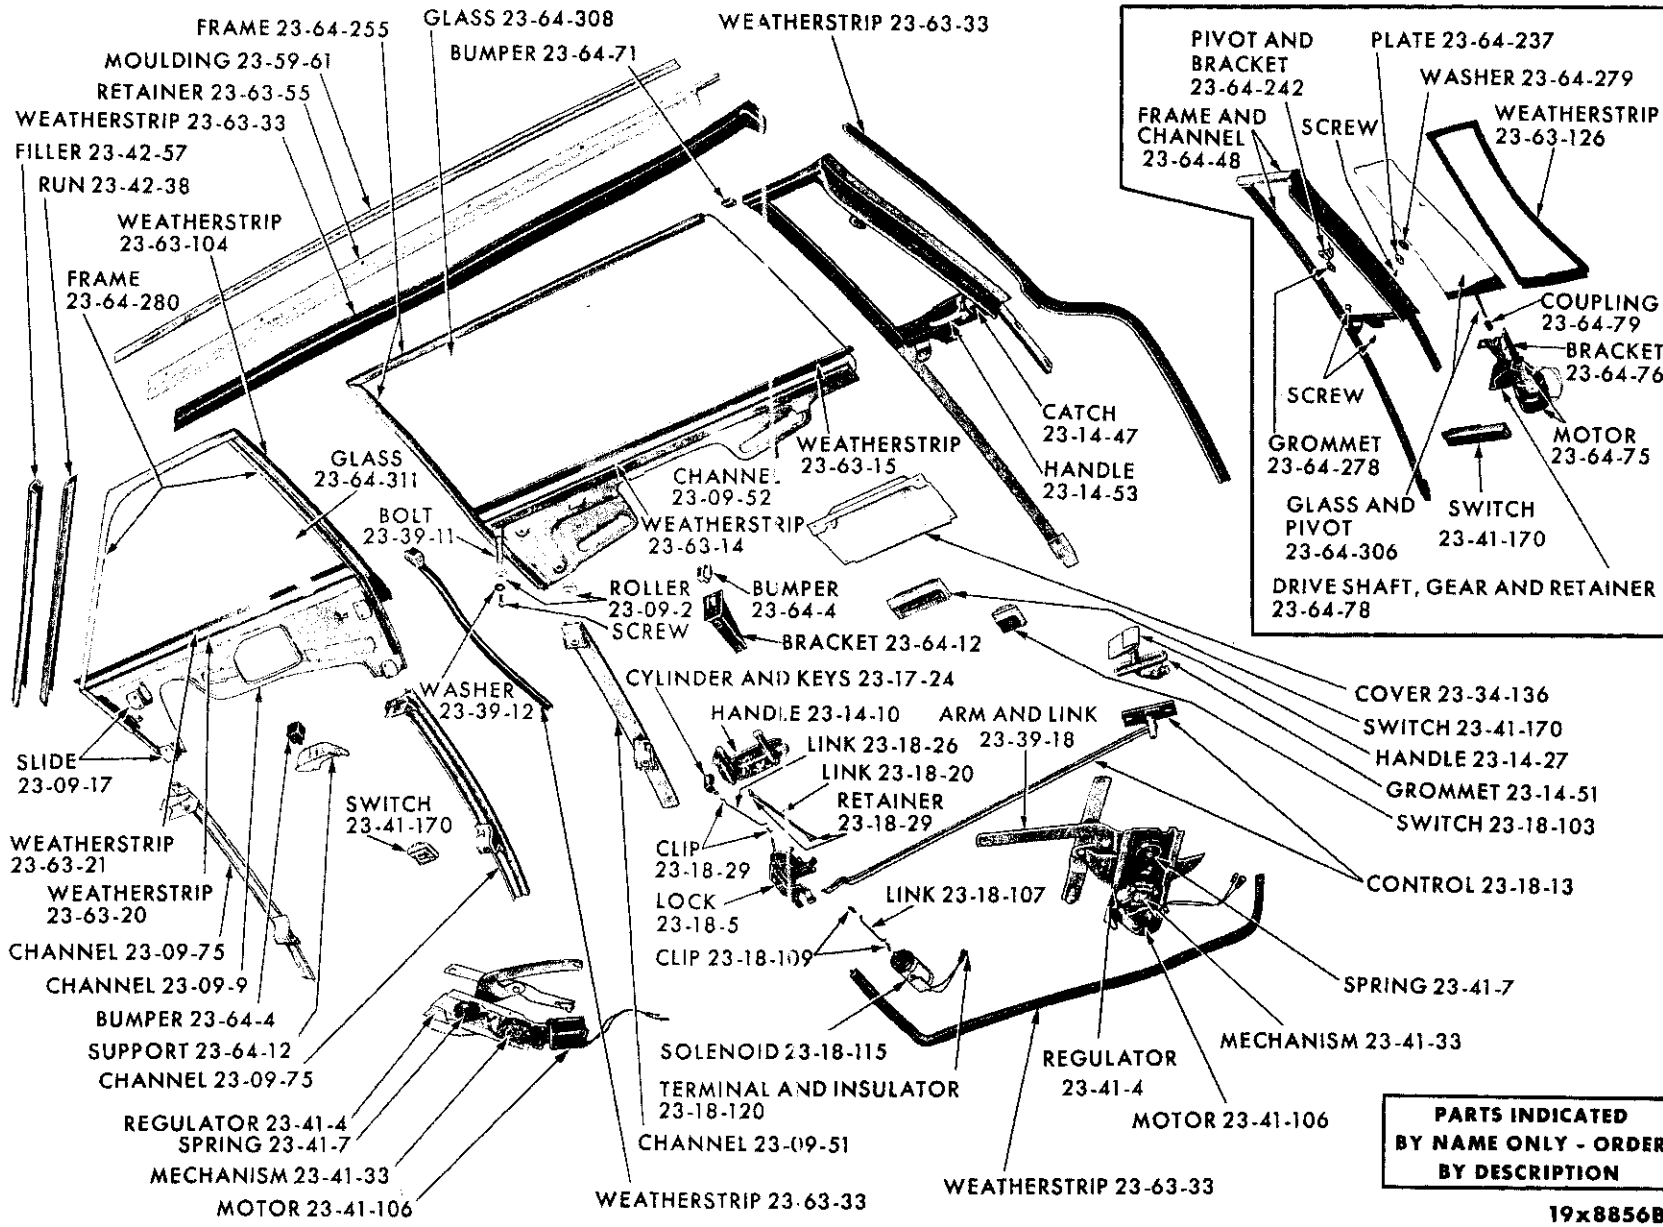 FRAME 23-64-255
MOULDING 23-59-61
RETAINER 23-63-55
WEATHERSTRIP 23-63-33
FILLER 23-42-57
RUN 23-42-38
WEATHERSTRIP
23-63-104
FRAME
23-64-280
GLASS 23-64-308
BUMPER 23-64-71
WEATHERSTRIP 23-63-33
PIVOT AND
BRACKET
23-64-242
PLATE 23-64-237
WASHER 23-64-279
FRAME AND
CHANNEL
23-64-48
SCREW
WEATHERSTRIP
23-63-126
COUPLING
23-64-79
BRACKET
23-64-76
SCREW
MOTOR
23-64-75
GROMMET
23-64-278
GLASS AND
PIVOT
23-64-306
SWITCH
23-41-170
DRIVE SHAFT, GEAR AND RETAINER
23-64-78
CATCH
23-14-47
HANDLE
23-14-53
WEATHERSTRIP
23-63-15
CHANNEL
23-09-52
WEATHERSTRIP
23-63-14
GLASS
23-64-311
BOLT
23-39-11
ROLLER
23-09-2
SCREW
BUMPER
23-64-4
BRACKET 23-64-12
WASHER
23-39-12
CYLINDER AND KEYS 23-17-24
HANDLE 23-14-10
LINK 23-18-26
LINK 23-18-20
RETAINER
23-18-29
ARM AND LINK
23-39-18
COVER 23-34-136
SWITCH 23-41-170
HANDLE 23-14-27
GROMMET 23-14-51
SWITCH 23-18-103
CONTROL 23-18-13
SLIDE
23-09-17
SWITCH
23-41-170
CLIP
23-18-29
LOCK
23-18-5
LINK 23-18-107
CLIP 23-18-109
WEATHERSTRIP
23-63-21
WEATHERSTRIP
23-63-20
CHANNEL 23-09-75
CHANNEL 23-09-9
BUMPER 23-64-4
SUPPORT 23-64-12
CHANNEL 23-09-75
REGULATOR 23-41-4
SPRING 23-41-7
MECHANISM 23-41-33
MOTOR 23-41-106
SOLENOID 23-18-115
TERMINAL AND INSULATOR
23-18-120
CHANNEL 23-09-51
WEATHERSTRIP 23-63-33
SPRING 23-41-7
MECHANISM 23-41-33
REGULATOR
23-41-4
MOTOR 23-41-106
WEATHERSTRIP 23-63-33
PARTS INDICATED
BY NAME ONLY - ORDER
BY DESCRIPTION
19x8856B